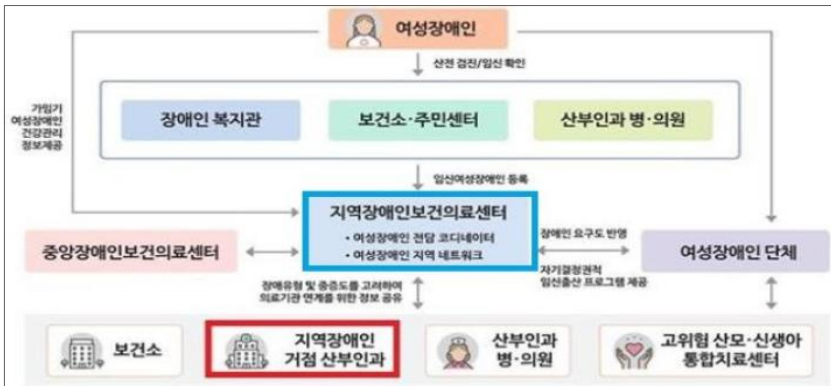 여성장애인
산전 검진/임신 확인
가임기
여성장애인
건강관리
정보제공
장애인 복지관
보건소·주민센터
산부인과 병·의원
임산여성장애인 등록
지역장애인보건의료센터
• 여성장애인 전담 코디네이터
• 여성장애인 지역 네트워크
중앙장애인보건의료센터
장애인 요구도 반영
자기결정권적
임신출산 프로그램 제공
여성장애인 단체
장애유형 및 중증도를 고려하여
의료기관 연계를 위한 정보 공유
보건소
지역장애인
거점 산부인과
산부인과
병·의원
고위험 산모·신생아
통합치료센터